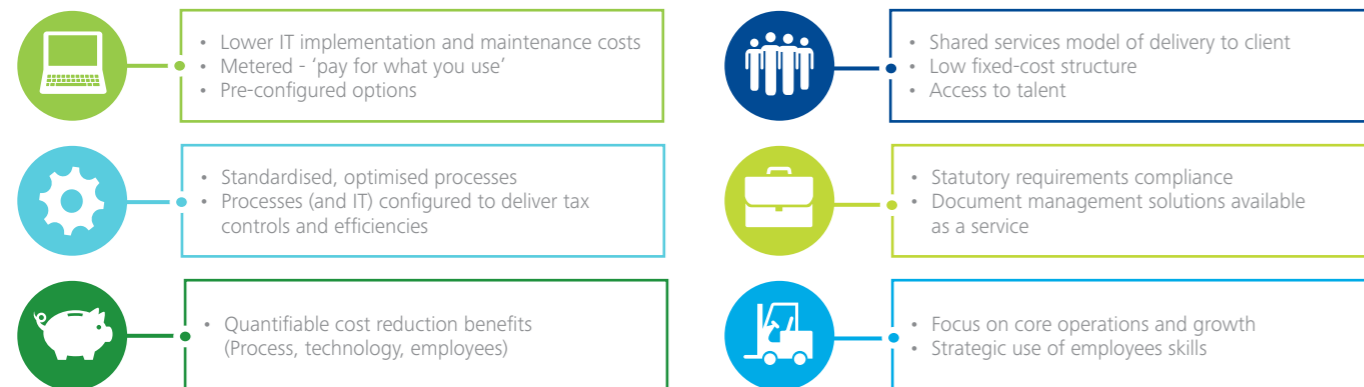 • Lower IT implementation and maintenance costs
• Metered - ‘pay for what you use’
• Pre-configured options
• Shared services model of delivery to client
• Low fixed-cost structure
• Access to talent
• Standardised, optimised processes
• Processes (and IT) configured to deliver tax
controls and efficiencies
• Statutory requirements compliance
• Document management solutions available
as a service
• Quantifiable cost reduction benefits
(Process, technology, employees)
• Focus on core operations and growth
• Strategic use of employees skills